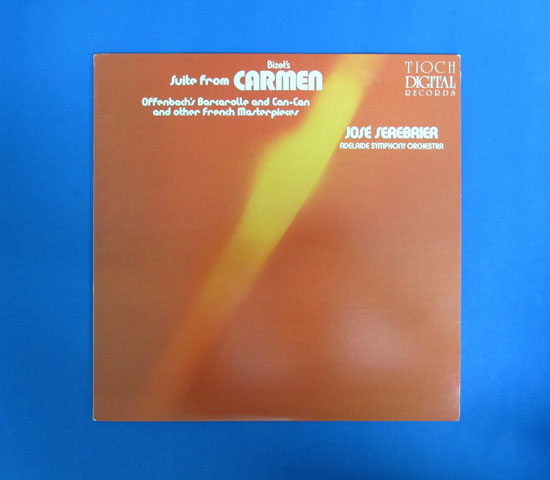 Bizet's
Suite from CARMEN
Offenbach's Barcarolle and Can-Can
and other French Masterpieces
TIOCH
DIGITAL
RECORDS
JOSÉ SEREBRIER
ADELAIDE SYMPHONY ORCHESTRA